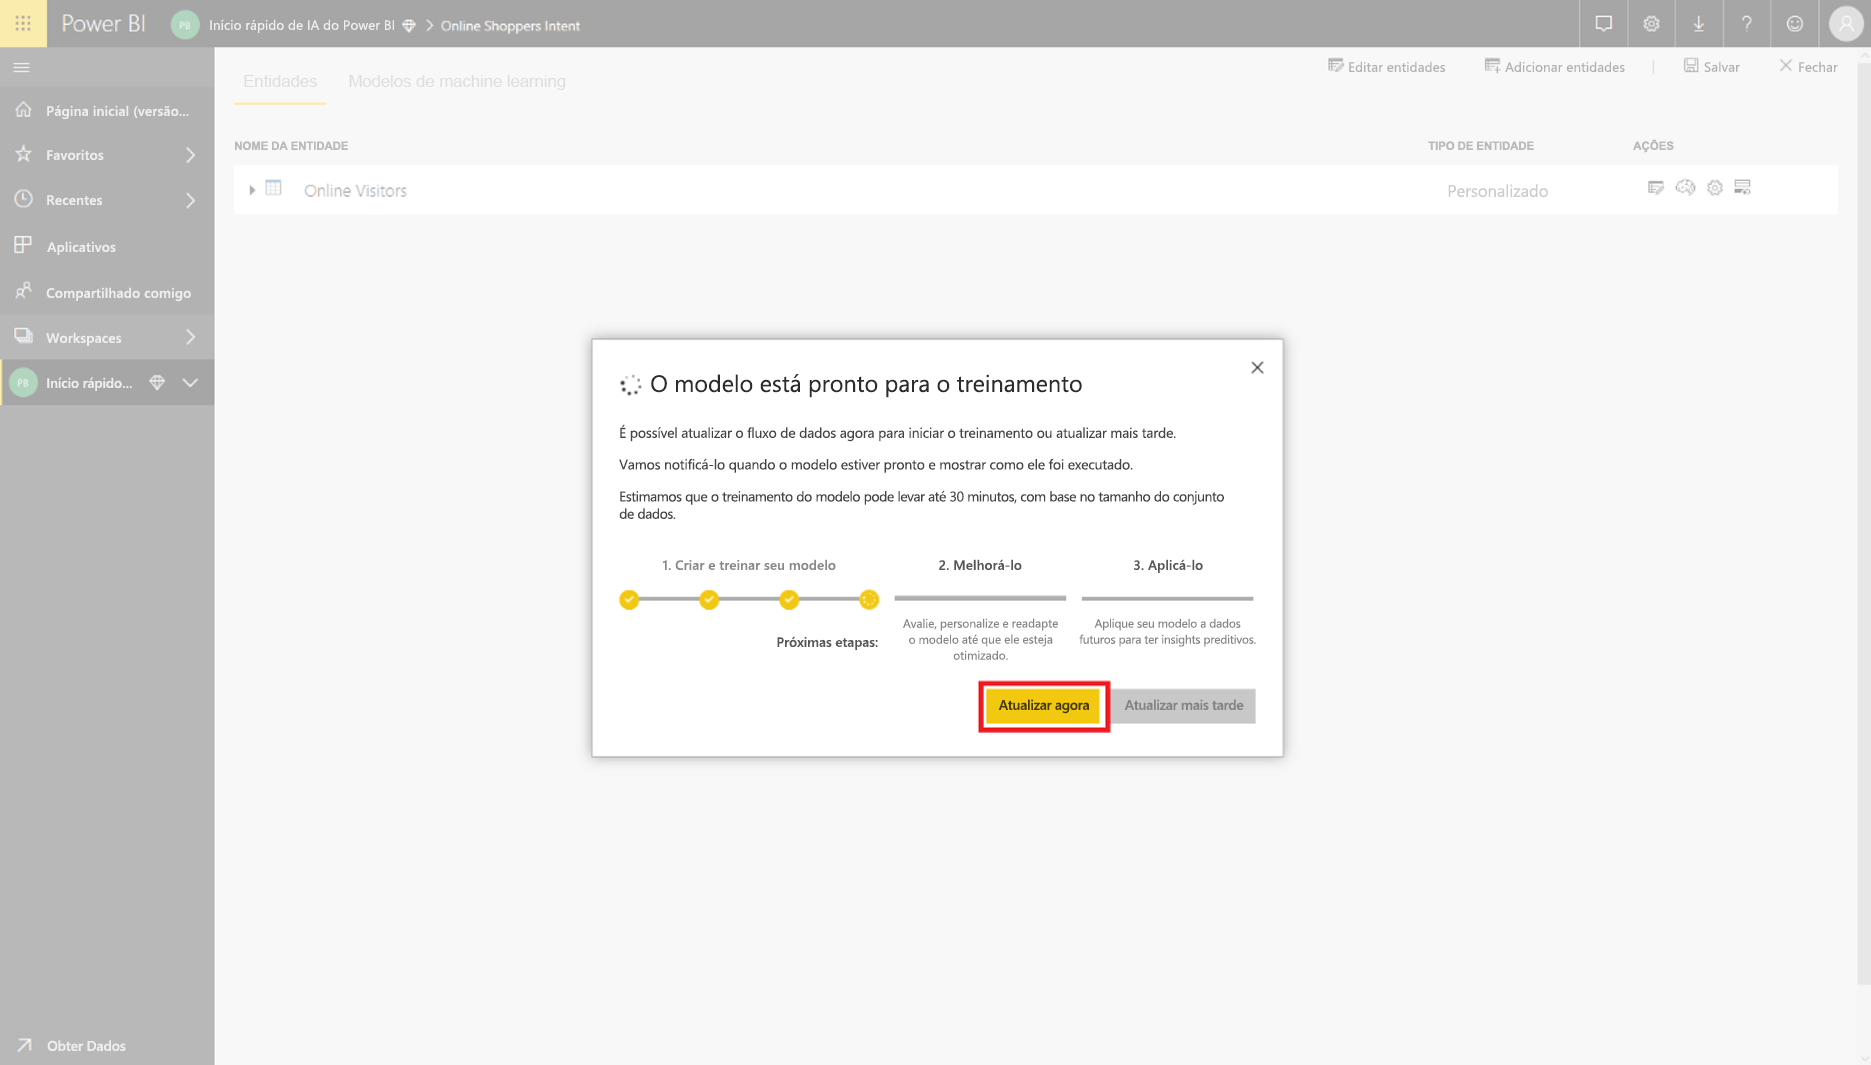 Power BI
PB
Início rápido de IA do Power BI
Online Shoppers Intent
Entidades
Modelos de machine learning
Editar entidades
Adicionar entidades
Salvar
Fechar
Página inicial (versão...
Favoritos
Recentes
Aplicativos
Compartilhado comigo
Workspaces
PB
Início rápido...
Obter Dados
NOME DA ENTIDADE
TIPO DE ENTIDADE
AÇÕES
Online Visitors
Personalizado
O modelo está pronto para o treinamento
É possível atualizar o fluxo de dados agora para iniciar o treinamento ou atualizar mais tarde.
Vamos notificá-lo quando o modelo estiver pronto e mostrar como ele foi executado.
Estimamos que o treinamento do modelo pode levar até 30 minutos, com base no tamanho do conjunto
de dados.
1. Criar e treinar seu modelo
2. Melhorá-lo
3. Aplicá-lo
Próximas etapas:
Avalie, personalize e readapte
o modelo até que ele esteja
otimizado.
Aplique seu modelo a dados
futuros para ter insights preditivos.
Atualizar agora
Atualizar mais tarde